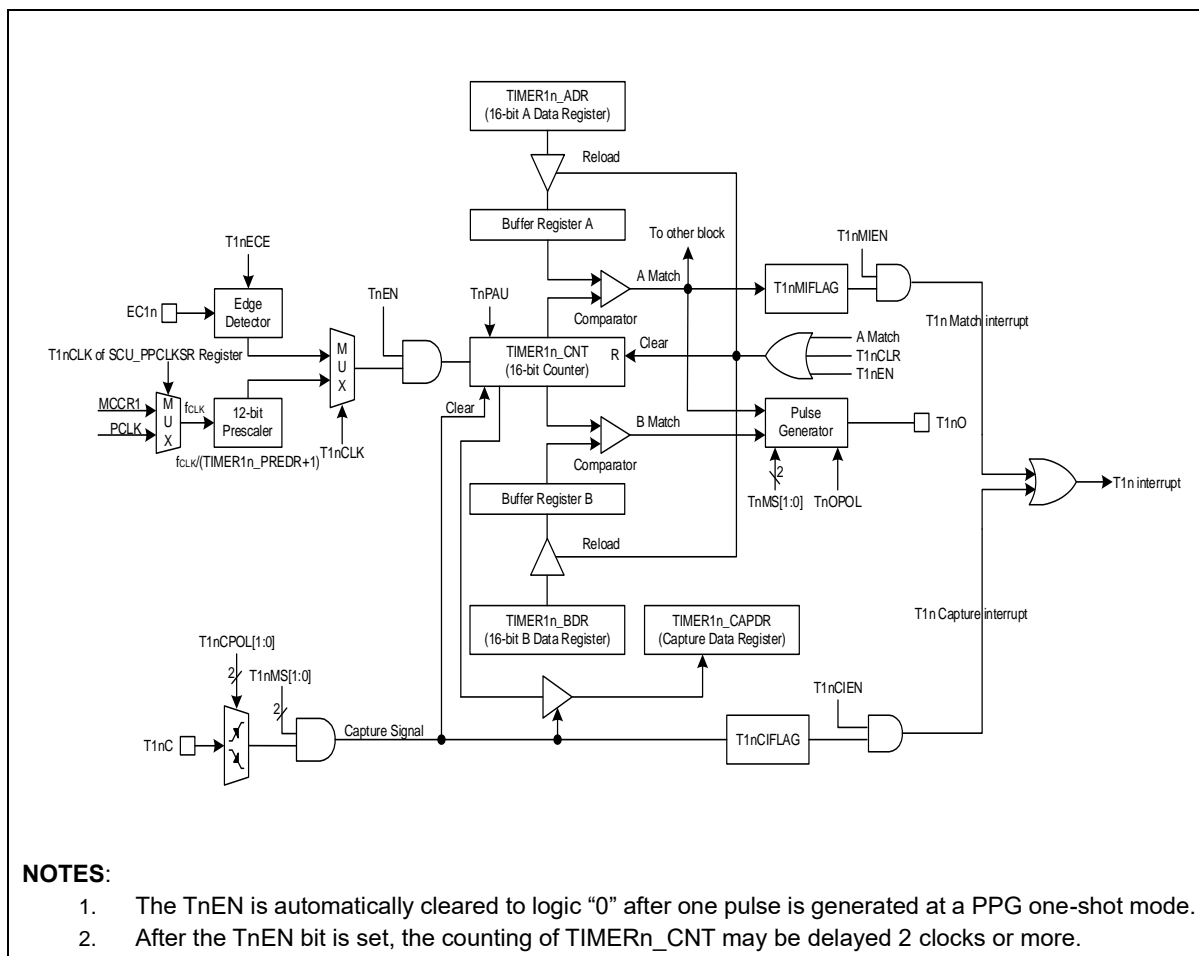 TIMER1n_ADR
(16-bit A Data Register)
Reload
Buffer Register A
To other block
T1nMIEN
T1nECE
A Match
T1nMIFLAG
EC1n
Edge
Detector
TnEN
TnPAU
Comparator
T1n Match interrupt
T1nCLK of SCU_PPCLKSR Register
M
U
X
TIMER1n_CNT
(16-bit Counter)
R
Clear
A Match
T1nCLR
T1nEN
MCCR1
PCLK
M
U
X
fCLK
12-bit
Prescaler
Clear
B Match
Pulse
Generator
T1nO
T1nCLK
fCLK/(TIMER1n_PREDR+1)
Comparator
2
TnMS[1:0]
TnOPOL
T1n interrupt
Buffer Register B
Reload
TIMER1n_BDR
(16-bit B Data Register)
TIMER1n_CAPDR
(Capture Data Register)
T1n Capture interrupt
T1nCPOL[1:0]
2
T1nMS[1:0]
2
T1nCIEN
T1nC
Capture Signal
T1nCIFLAG
NOTES:
1. The TnEN is automatically cleared to logic “0” after one pulse is generated at a PPG one-shot mode.
2. After the TnEN bit is set, the counting of TIMERn_CNT may be delayed 2 clocks or more.